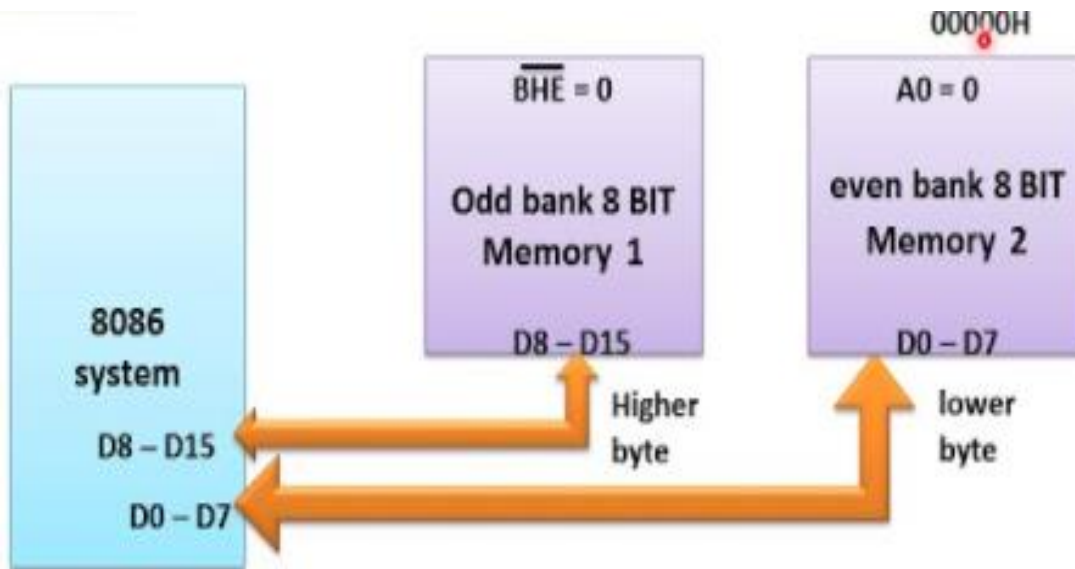 00000H
BHE = 0
Odd bank 8 BIT
Memory 1
D8 – D15
A0 = 0
even bank 8 BIT
Memory 2
D0 – D7
8086
system
D8 – D15
D0 – D7
Higher
byte
lower
byte